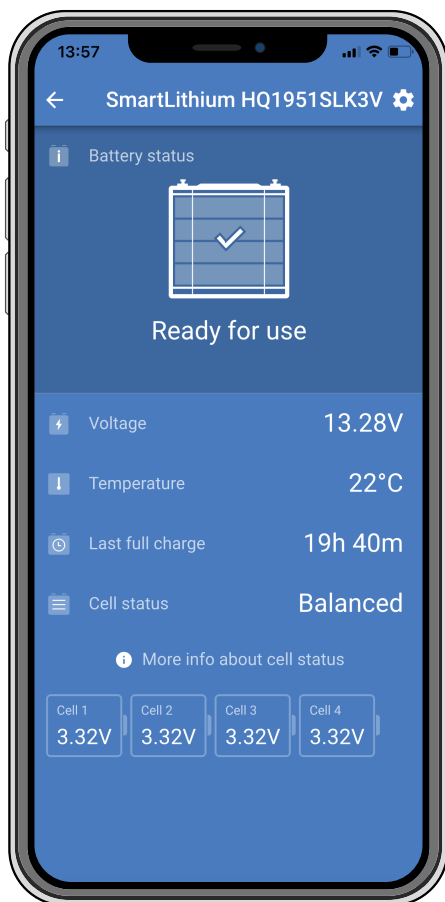 13:57
SmartLithium HQ1951SLK3V
Battery status
Ready for use
Voltage 13.28V
Temperature 22°C
Last full charge 19h 40m
Cell status Balanced
More info about cell status
Cell 1 Cell 2 Cell 3 Cell 4
3.32V 3.32V 3.32V 3.32V